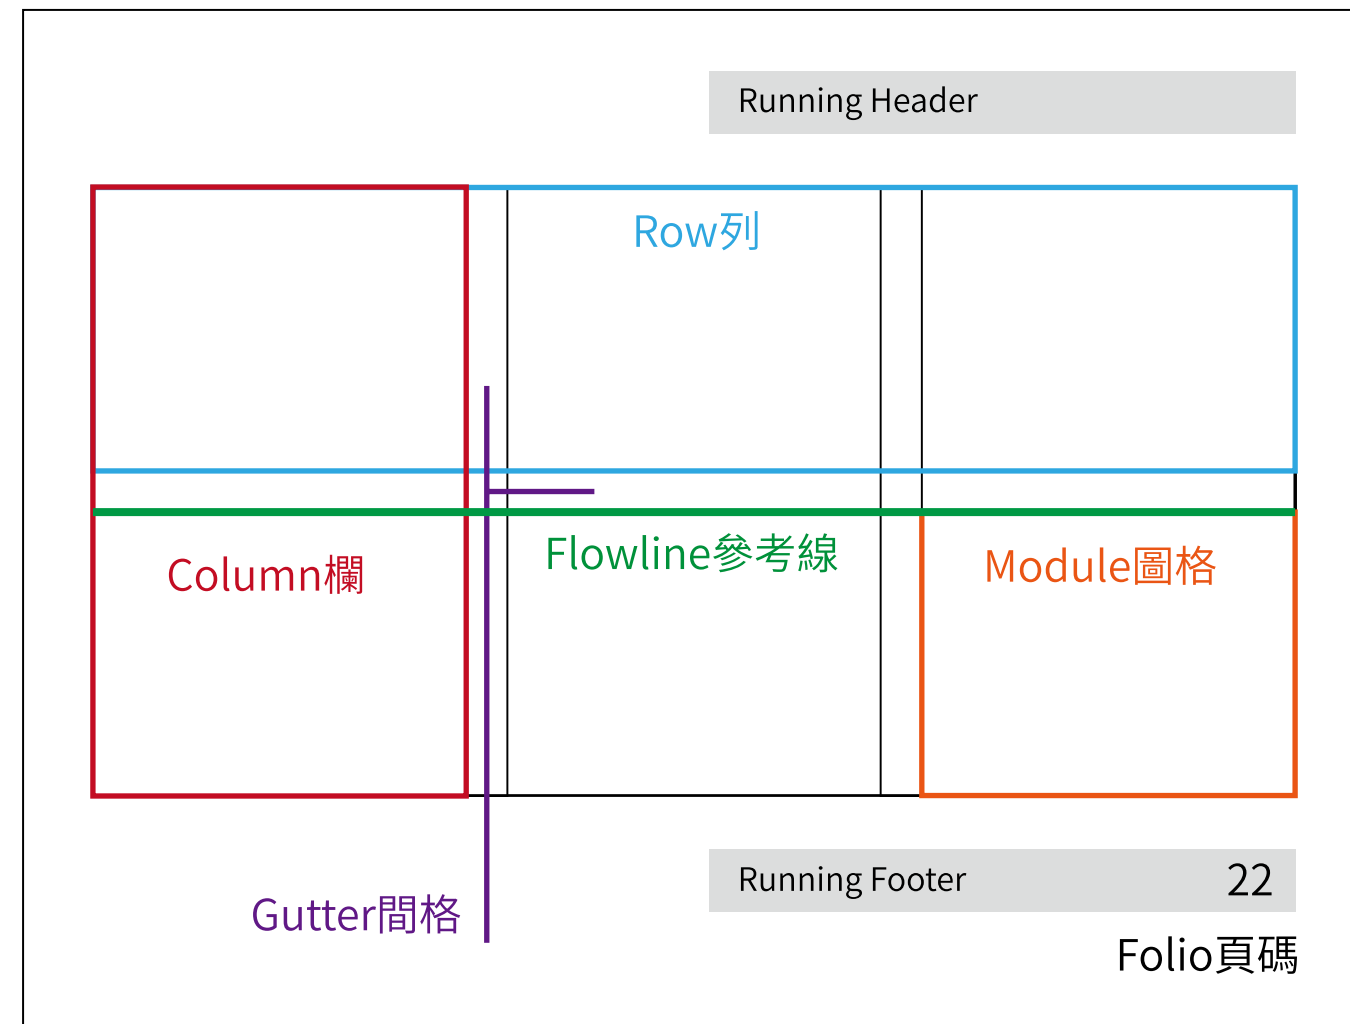 Running Header
Row列
Flowline參考線
Module圖格
Column欄
Running Footer
22
Gutter間格
Folio頁碼